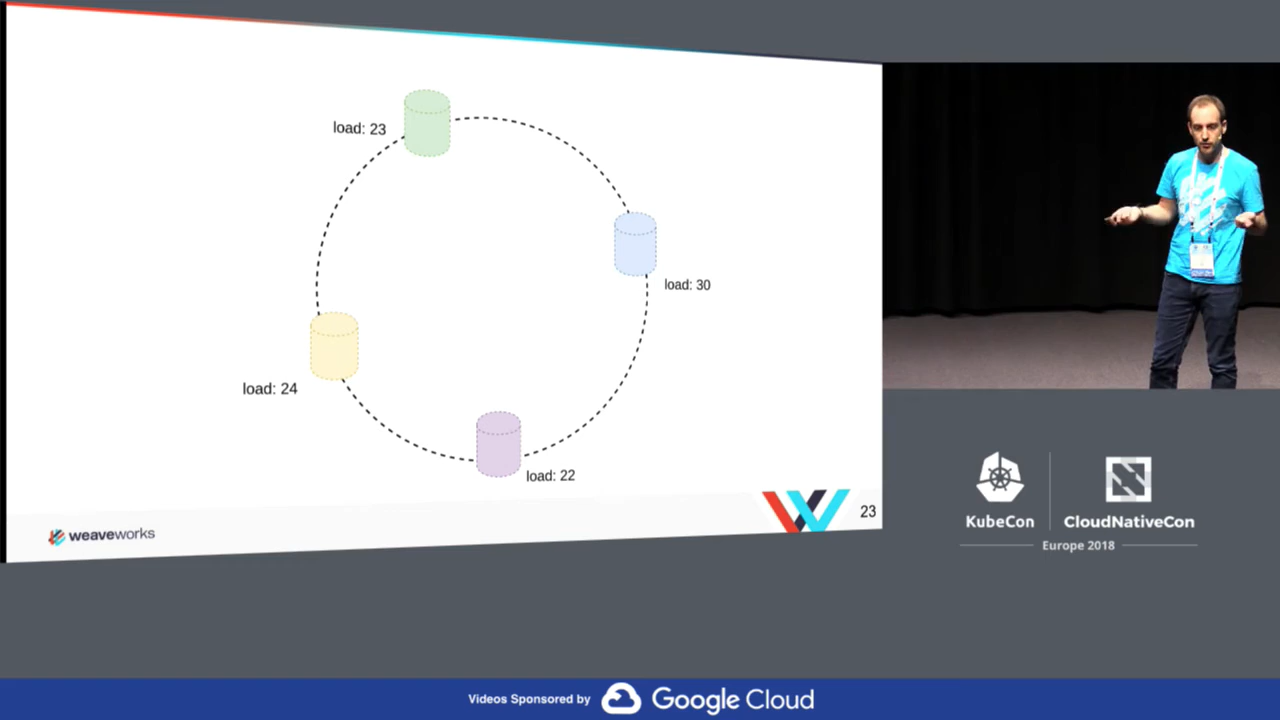 load: 23
load: 30
load: 24
load: 22
weaveworks
23
KubeCon
CloudNativeCon
Europe 2018
Videos Sponsored by Google Cloud